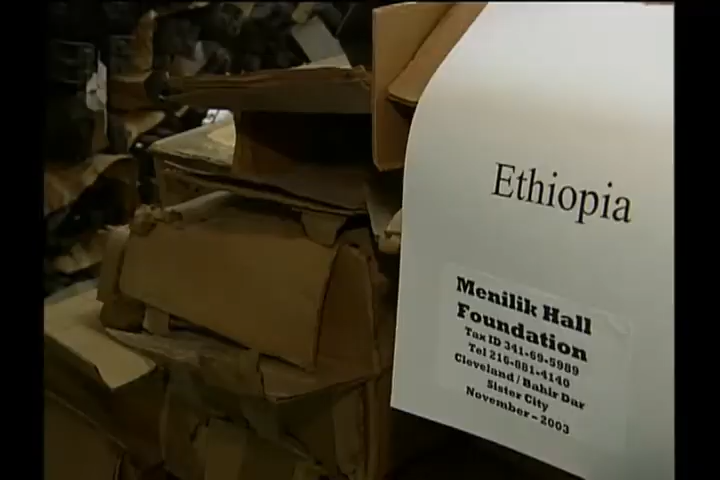 Ethiopia
Menilik Hall
Foundation
Tax ID 341-69-5989
Tel 216-881-4140
Cleveland / Bahir Dar
Sister City
November - 2003